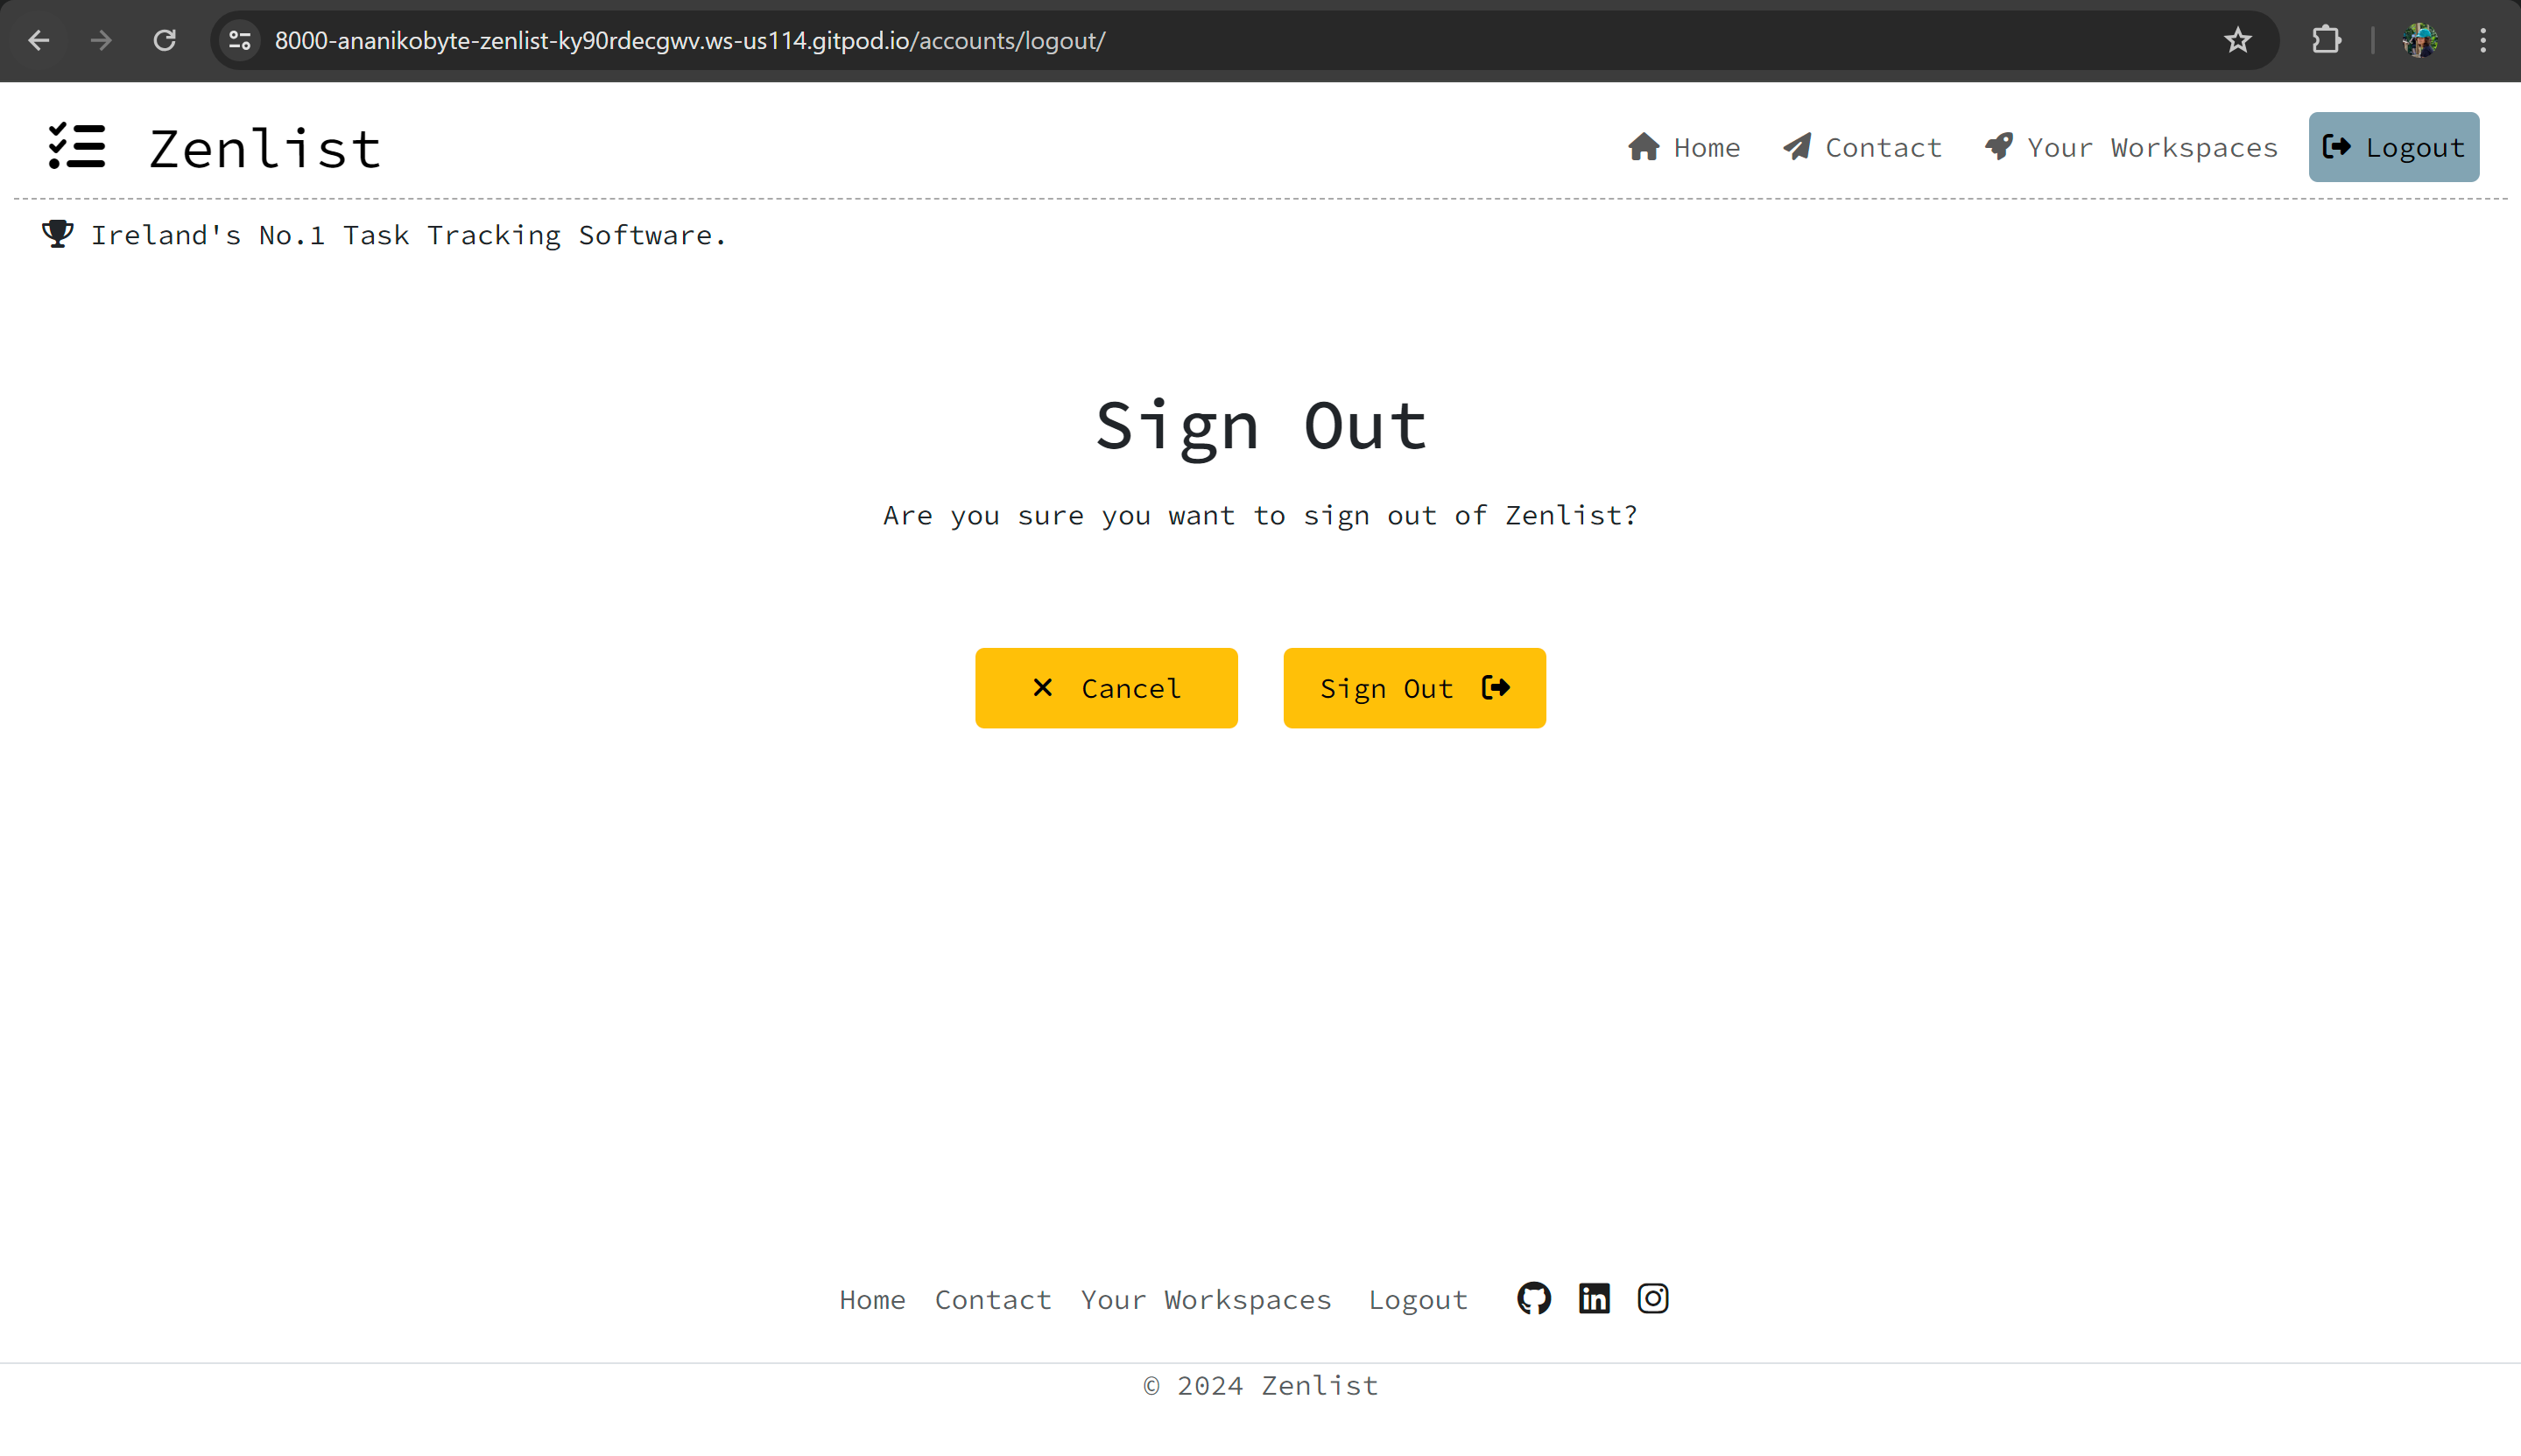 8000-ananikobyte-zenlist-ky90rdecgwv.ws-us114.gitpod.io/accounts/logout/
Zenlist
Home Contact Your Workspaces Logout
Ireland's No.1 Task Tracking Software.
Sign Out
Are you sure you want to sign out of Zenlist?
Cancel
Sign Out
Home Contact Your Workspaces Logout
© 2024 Zenlist